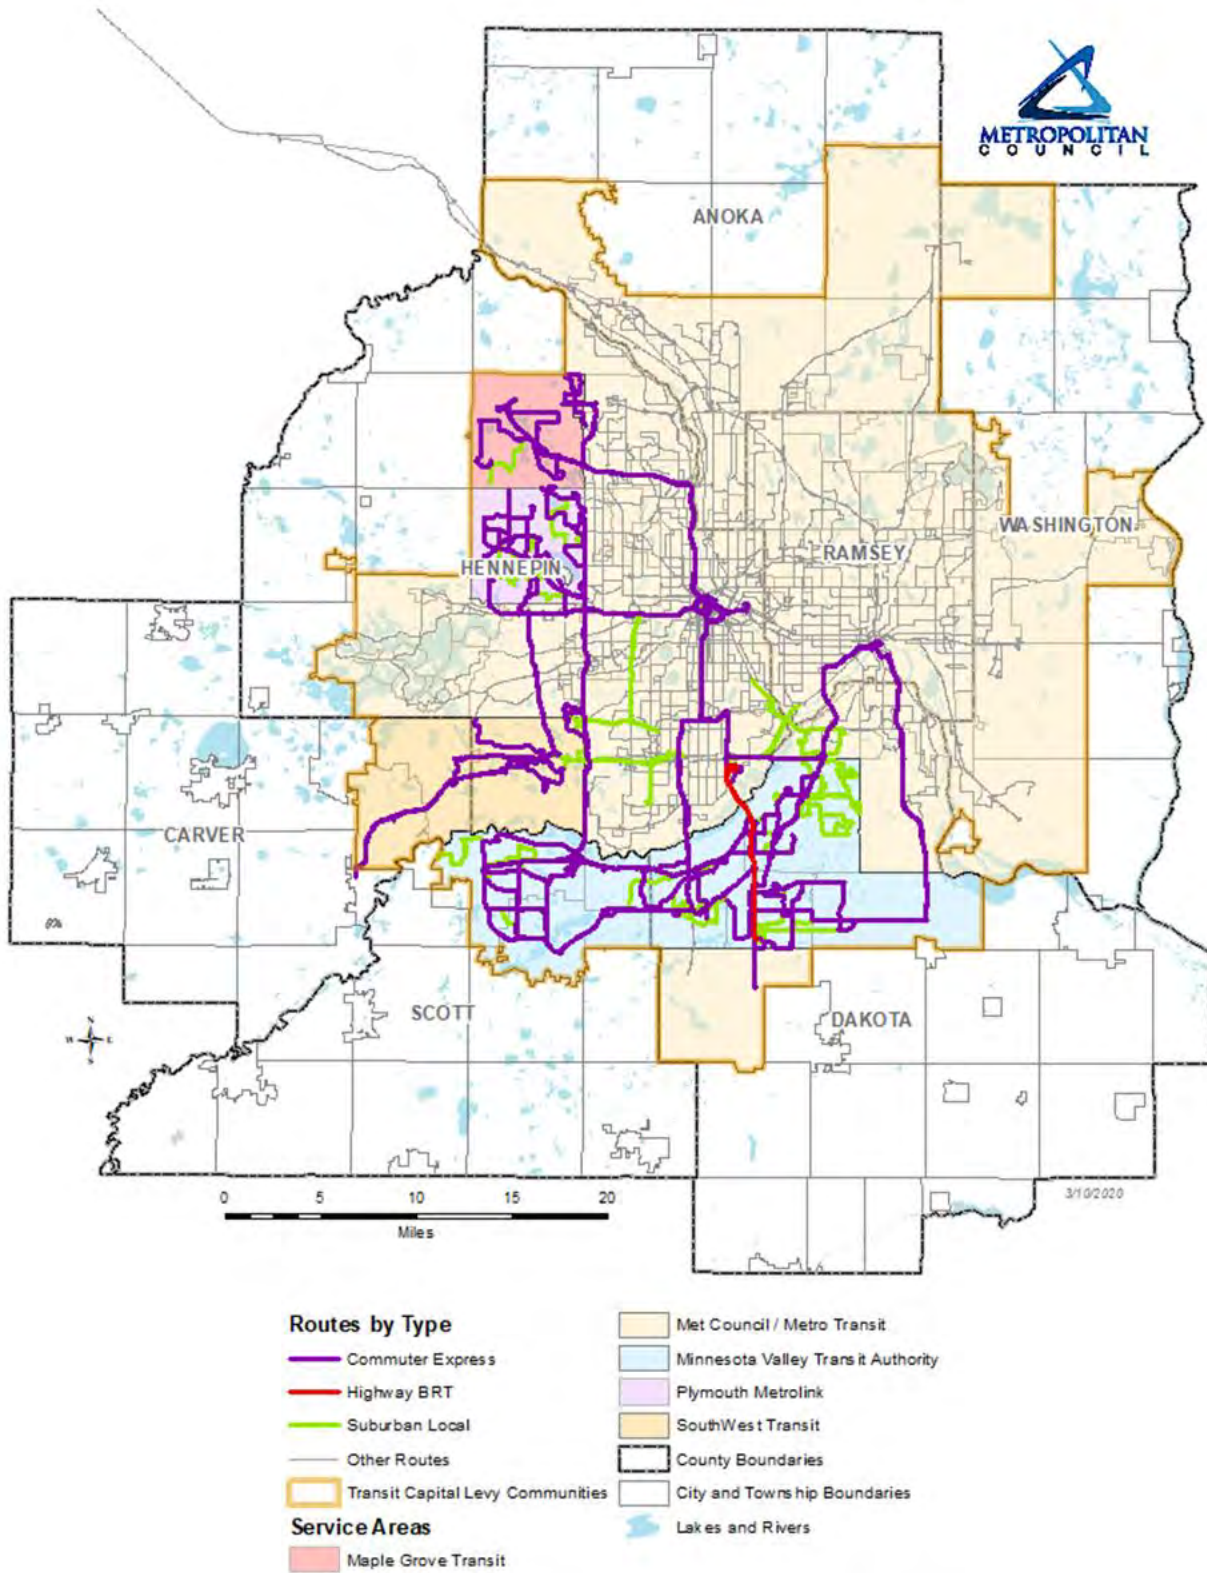 METROPOLITAN
COUNCIL
ANOKA
WASHINGTON
RAMSEY
HENNEPIN
CARVER
SCOTT
DAKOTA
N
W E
S
3/10/2020
0 5 10 15 20
Miles
Routes by Type
Commuter Express
Highway BRT
Suburban Local
Other Routes
Transit Capital Levy Communities
Service Areas
Maple Grove Transit
Met Council / Metro Transit
Minnesota Valley Transit Authority
Plymouth Metrolink
SouthWest Transit
County Boundaries
City and Township Boundaries
Lakes and Rivers